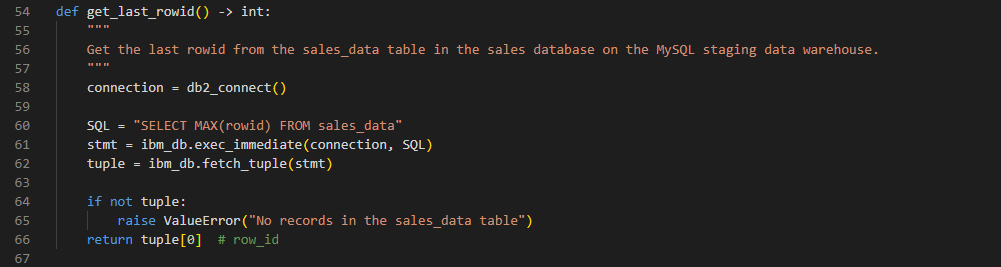 54 def get_last_rowid() -> int:
55     """
56     Get the last rowid from the sales_data table in the sales database on the MySQL staging data warehouse.
57     """
58     connection = db2_connect()
59
60     SQL = "SELECT MAX(rowid) FROM sales_data"
61     stmt = ibm_db.exec_immediate(connection, SQL)
62     tuple = ibm_db.fetch_tuple(stmt)
63
64     if not tuple:
65         raise ValueError("No records in the sales_data table")
66     return tuple[0]  # row_id
67